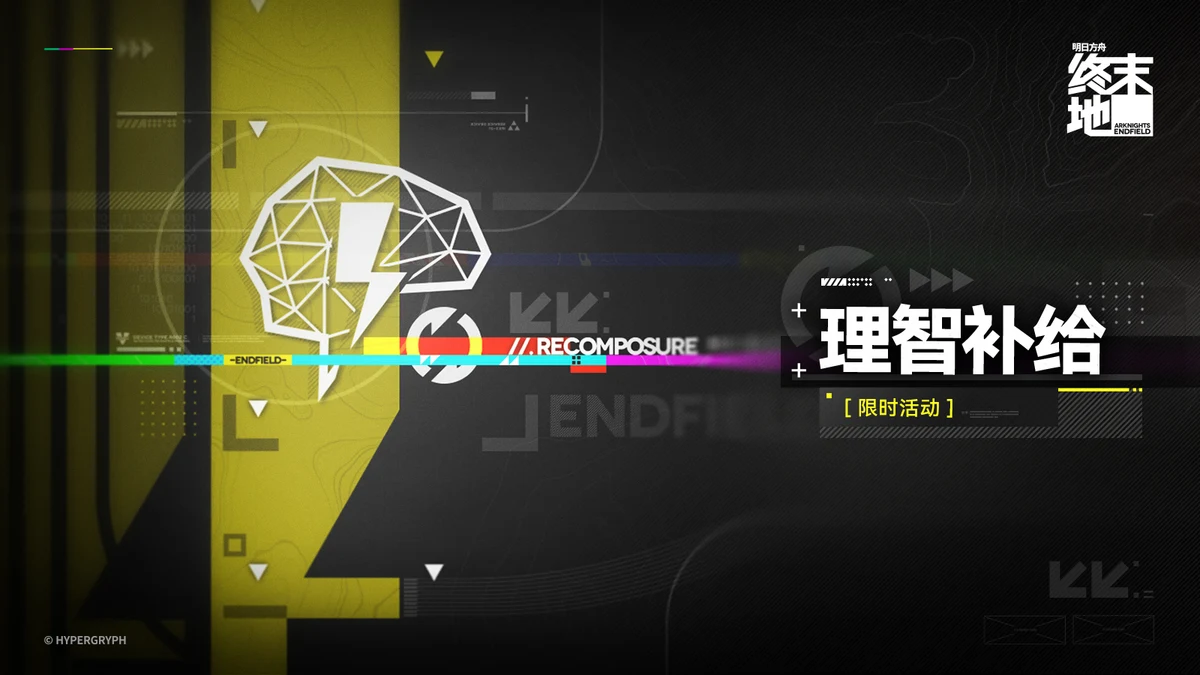 明日方舟
终末地
ARKNIGHTS
ENDFIELD
//.RECOMPOSURE
-ENDFIELD-
理智补给
[ 限时活动 ]
ENDFIE
© HYPERGRYPH